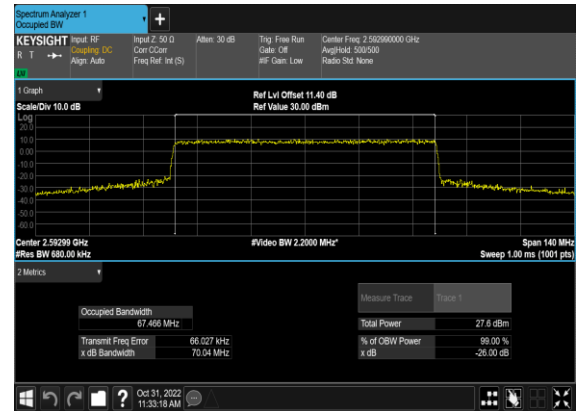 Spectrum Analyzer 1
Occupied BW
+
KEYSIGHT Input: RF Input Z: 50 Ω Atten: 30 dB Trig: Free Run Center Freq: 2.592990000 GHz
R T Coupling: DC Corr CCorr Gate: Off Avg|Hold: 500/500
Align: Auto Freq Ref: Int (S) #IF Gain: Low Radio Std: None
LXI
1 Graph Ref Lvl Offset 11.40 dB
Scale/Div 10.0 dB Ref Value 30.00 dBm
Log
20.0
10.0
0.00
-10.0
-20.0
-30.0
-40.0
-50.0
-60.0
Center 2.59299 GHz #Video BW 2.2000 MHz* Span 140 MHz
#Res BW 680.00 kHz Sweep 1.00 ms (1001 pts)
2 Metrics
Measure Trace Trace 1
Occupied Bandwidth
67.466 MHz Total Power 27.6 dBm
Transmit Freq Error 66.027 kHz % of OBW Power 99.00 %
x dB Bandwidth 70.04 MHz x dB -26.00 dB
? Oct 31, 2022
11:33:18 AM